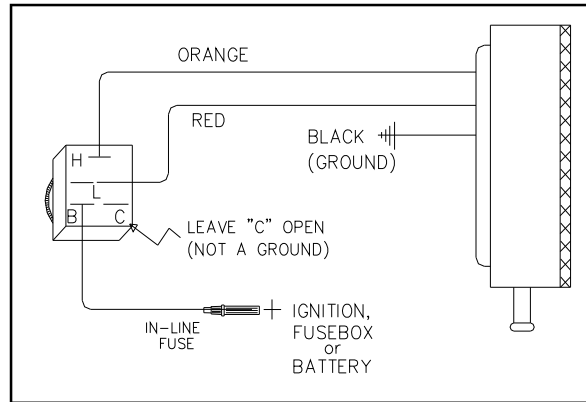 ORANGE
RED
BLACK
(GROUND)
H
L
B C
LEAVE "C" OPEN
(NOT A GROUND)
IN-LINE
FUSE
+ IGNITION,
FUSEBOX
or
BATTERY